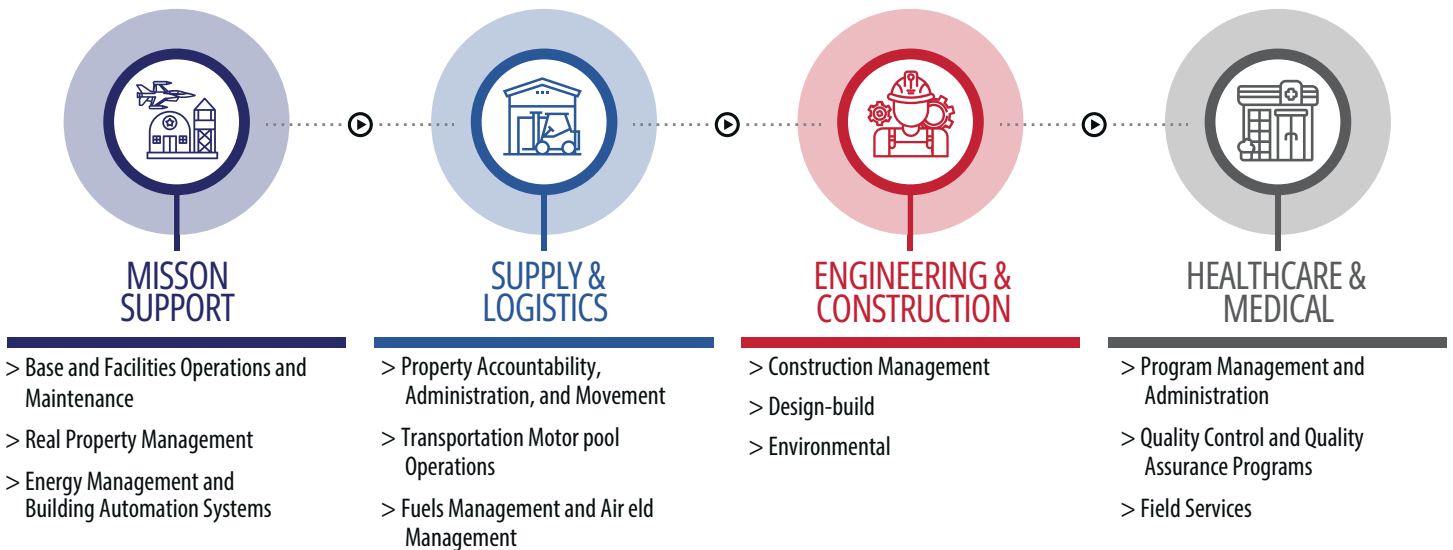 MISSON
SUPPORT
> Base and Facilities Operations and
Maintenance
> Real Property Management
> Energy Management and
Building Automation Systems
SUPPLY &
LOGISTICS
> Property Accountability,
Administration, and Movement
> Transportation Motor pool
Operations
> Fuels Management and Air eld
Management
ENGINEERING &
CONSTRUCTION
> Construction Management
> Design-build
> Environmental
HEALTHCARE &
MEDICAL
> Program Management and
Administration
> Quality Control and Quality
Assurance Programs
> Field Services